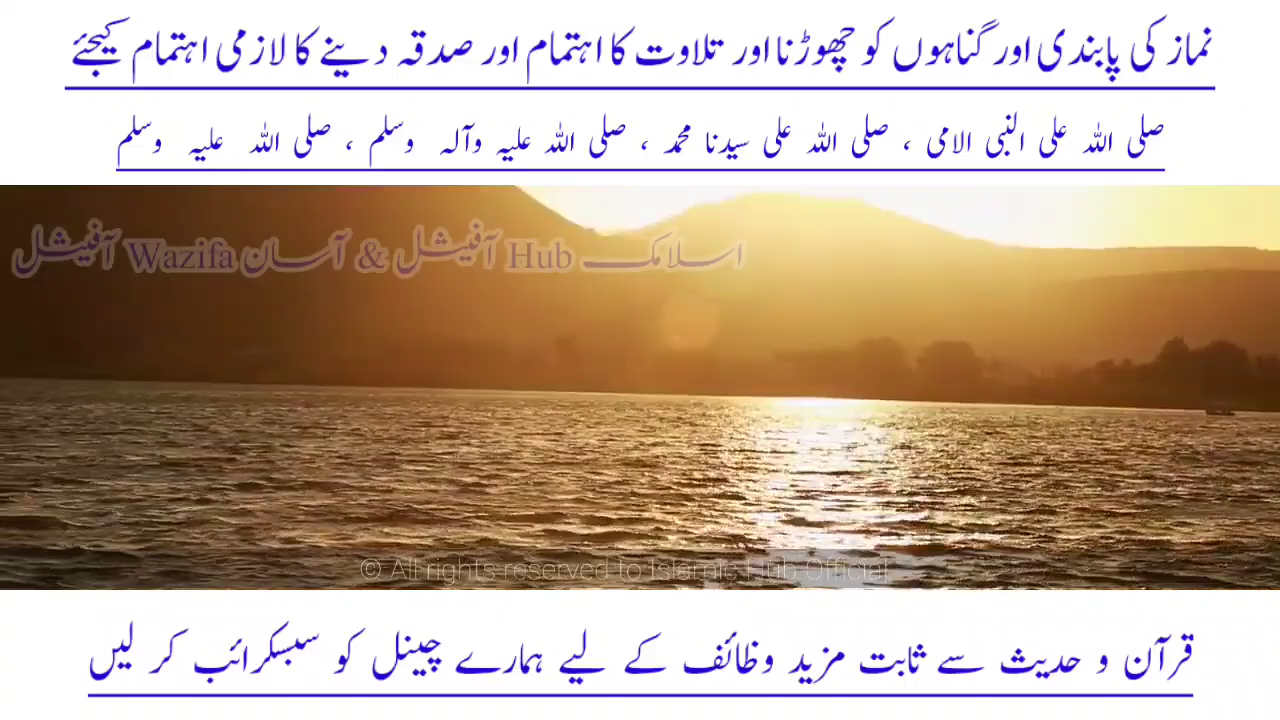 نماز کی پابندی اور گناہوں کو چھوڑنا اور تلاوت کا اہتمام اور صدقہ دینے کا لازمی اہتمام کیجئے
صلی اللہ علی النبی الامی ، صلی اللہ علی سیدنا محمد ، صلی اللہ علیہ وآلہ وسلم ، صلی اللہ علیہ وسلم
اسلامک Hub آفیشل & آسان Wazifa آفیشل
© All rights reserved to Islamic Hub Official
قرآن و حدیث سے ثابت مزید وظائف کے لیے ہمارے چینل کو سبسکرائب کر لیں